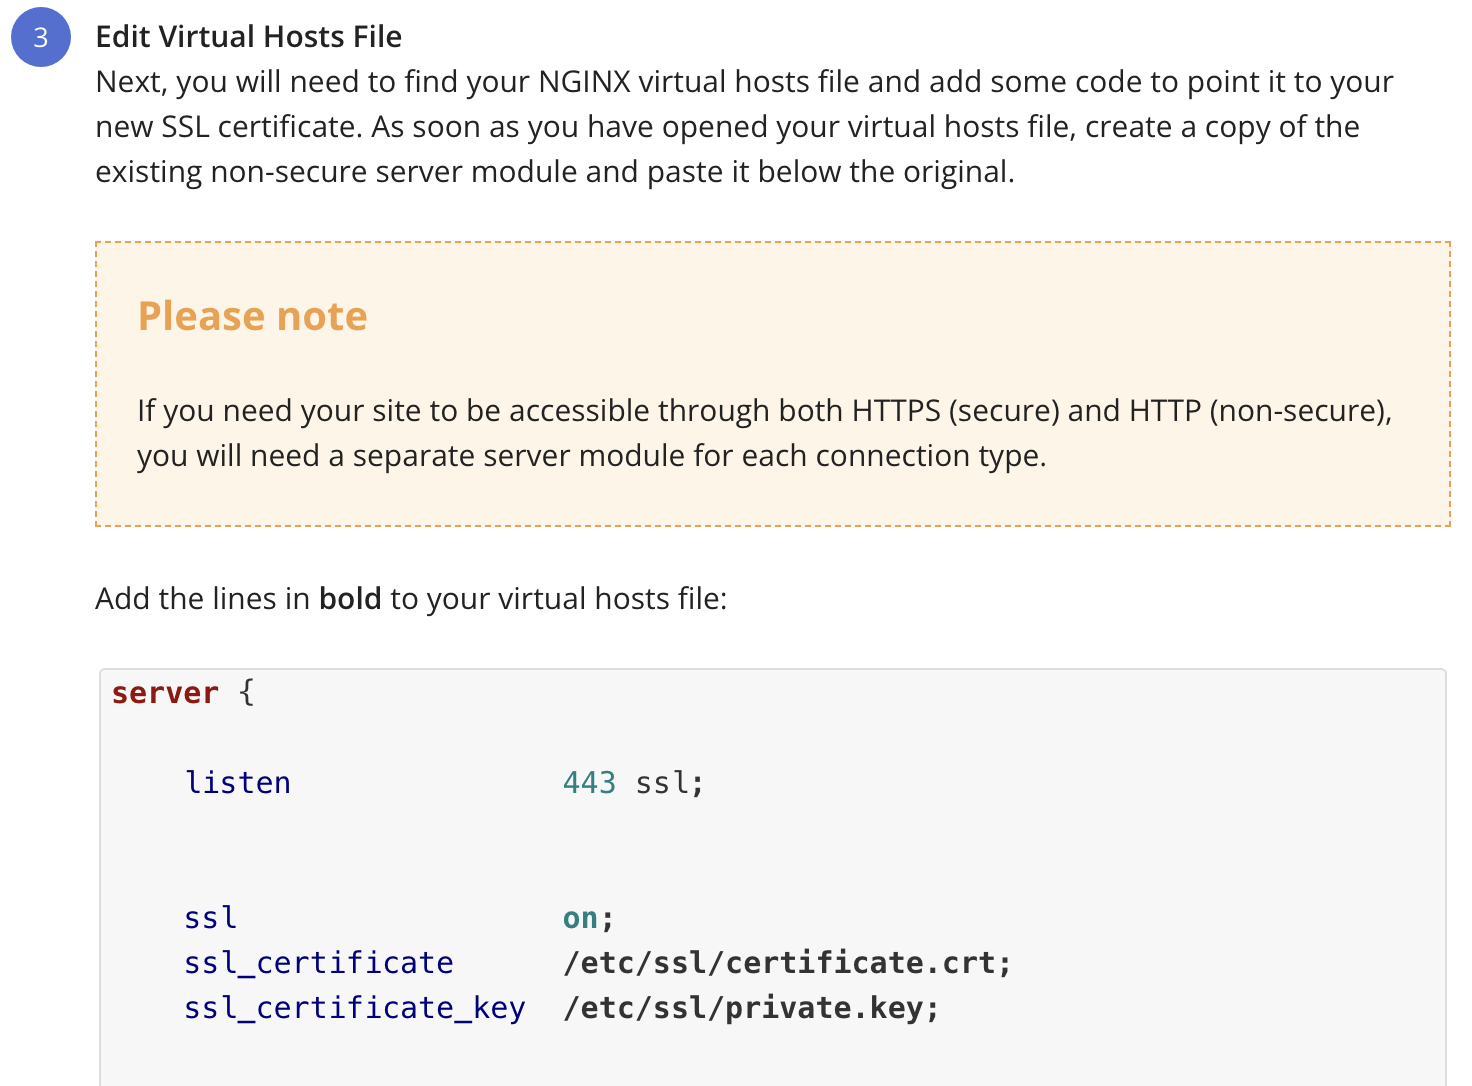 3
Edit Virtual Hosts File
Next, you will need to find your NGINX virtual hosts file and add some code to point it to your
new SSL certificate. As soon as you have opened your virtual hosts file, create a copy of the
existing non-secure server module and paste it below the original.
Please note
If you need your site to be accessible through both HTTPS (secure) and HTTP (non-secure),
you will need a separate server module for each connection type.
Add the lines in bold to your virtual hosts file:
server {
listen 443 ssl;
ssl on;
ssl_certificate /etc/ssl/certificate.crt;
ssl_certificate_key /etc/ssl/private.key;